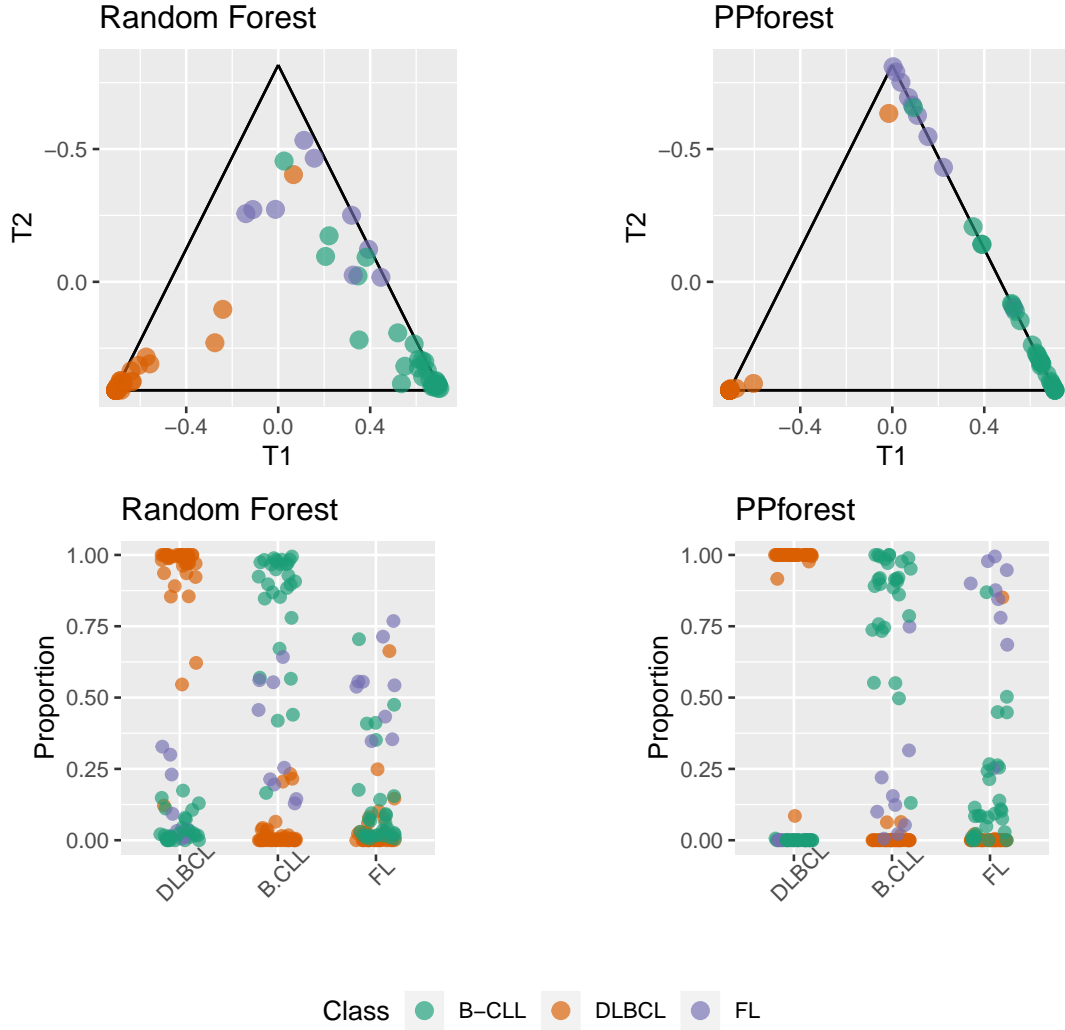 Random Forest
PPforest
−0.5
0.0
T2
−0.4
0.0
0.4
T1
−0.5
0.0
T2
−0.4
0.0
0.4
T1
Random Forest
PPforest
1.00
0.75
0.50
0.25
0.00
Proportion
DLBCL
B.CLL
FL
1.00
0.75
0.50
0.25
0.00
Proportion
DLBCL
B.CLL
FL
Class B−CLL DLBCL FL